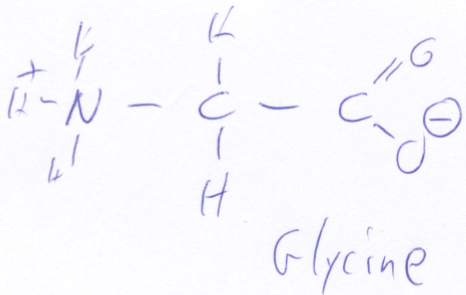 H H
H - N+ - C - C = O
H H O ⊖
Glycine